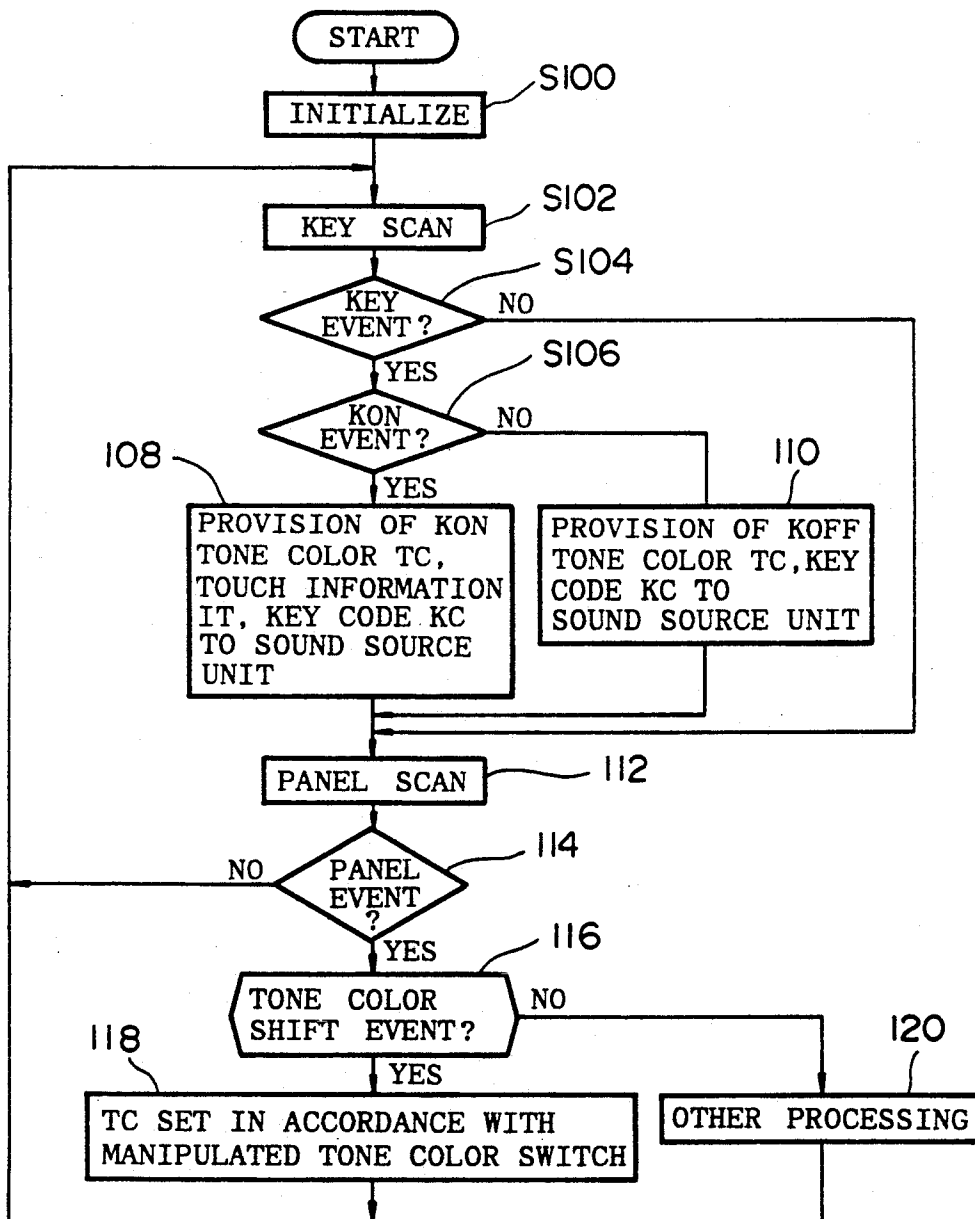 START
S100
INITIALIZE
S102
KEY SCAN
S104
KEY
EVENT?
NO
YES
S106
KON
EVENT?
NO
YES
108
PROVISION OF KON
TONE COLOR TC,
TOUCH INFORMATION
IT, KEY CODE KC
TO SOUND SOURCE
UNIT
110
PROVISION OF KOFF
TONE COLOR TC, KEY
CODE KC TO
SOUND SOURCE UNIT
PANEL SCAN
112
114
PANEL
EVENT
?
NO
YES
116
TONE COLOR
SHIFT EVENT?
NO
YES
118
TC SET IN ACCORDANCE WITH
MANIPULATED TONE COLOR SWITCH
120
OTHER PROCESSING